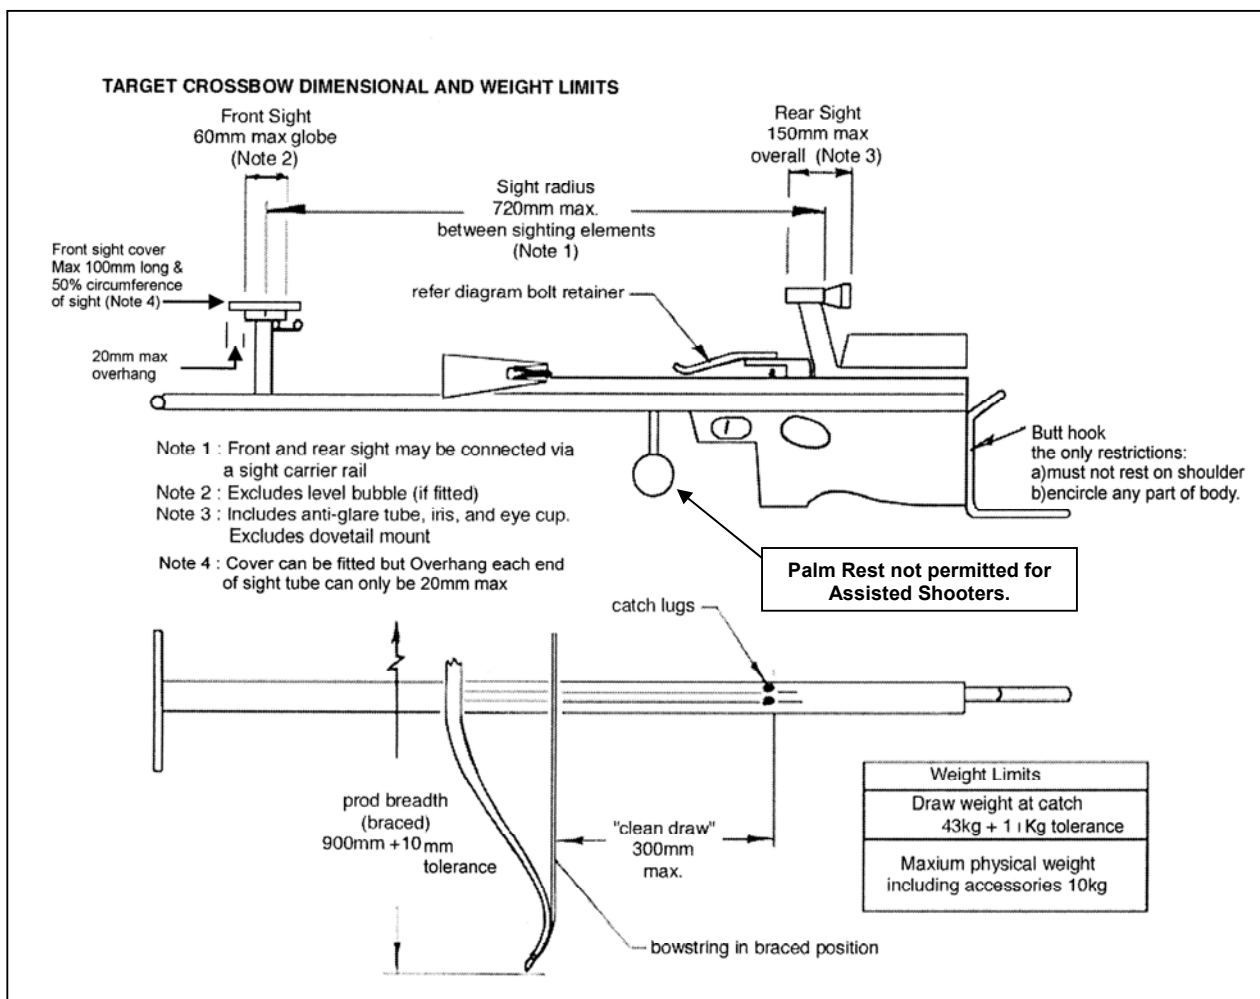 TARGET CROSSBOW DIMENSIONAL AND WEIGHT LIMITS
Front Sight
60mm max globe
(Note 2)
Rear Sight
150mm max
overall (Note 3)
Sight radius
720mm max.
between sighting elements
(Note 1)
Front sight cover
Max 100mm long &
50% circumference
of sight (Note 4)
refer diagram bolt retainer
20mm max
overhang
Note 1 : Front and rear sight may be connected via
a sight carrier rail
Note 2 : Excludes level bubble (if fitted)
Note 3 : Includes anti-glare tube, iris, and eye cup.
Excludes dovetail mount
Note 4 : Cover can be fitted but Overhang each end
of sight tube can only be 20mm max
Butt hook
the only restrictions:
a)must not rest on shoulder
b)encircle any part of body.
Palm Rest not permitted for
Assisted Shooters.
catch lugs
prod breadth
(braced)
900mm +10 mm
tolerance
"clean draw"
300mm
max.
bowstring in braced position
Weight Limits
Draw weight at catch
43kg + 1 Kg tolerance
Maxium physical weight
including accessories 10kg